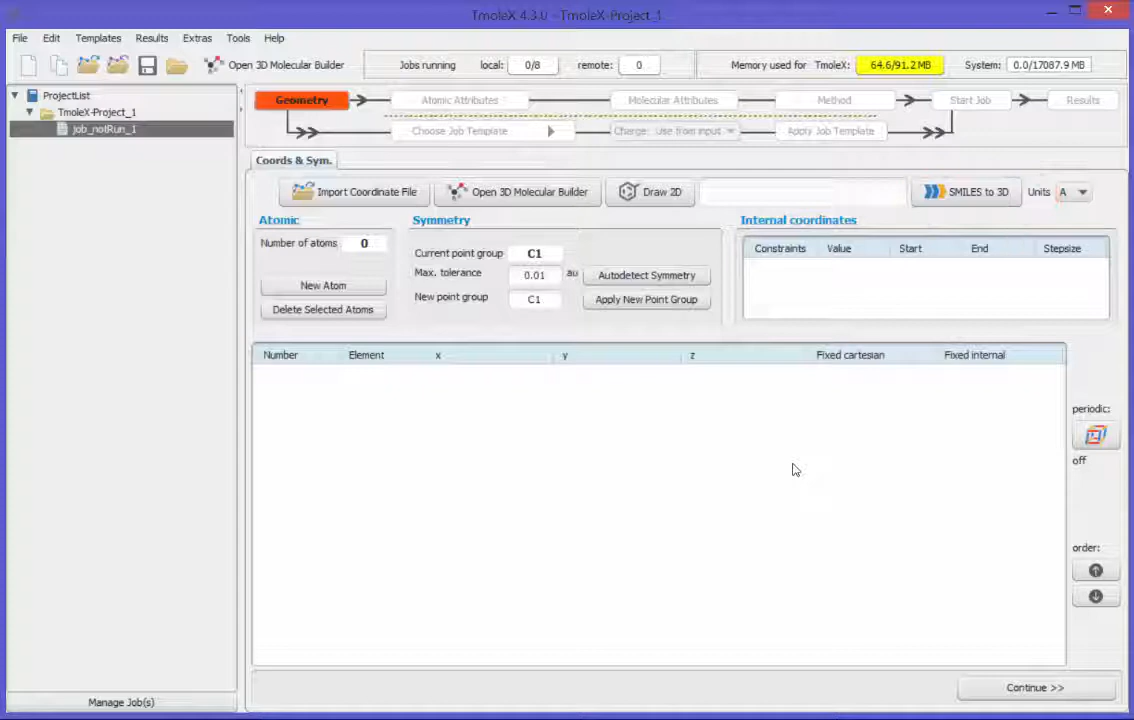 TmoleX 4.3.0 - TmoleX-Project_1
File Edit Templates Results Extras Tools Help
Open 3D Molecular Builder Jobs running local: 0/8 remote: 0 Memory used for TmoleX: 64.6/91.2 MB System: 0.0/17087.9 MB
ProjectList
TmoleX-Project_1
job_notRun_1
Geometry Atomic Attributes Molecular Attributes Method Start Job Results
Choose Job Template Charge: Use from input Apply Job Template
Coords & Sym.
Import Coordinate File Open 3D Molecular Builder Draw 2D SMILES to 3D Units A
Atomic Symmetry Internal coordinates
Number of atoms 0
Current point group C1
Max. tolerance 0.01 au Autodetect Symmetry
New point group C1 Apply New Point Group
New Atom
Delete Selected Atoms
Constraints Value Start End Stepsize
Number Element x y z Fixed cartesian Fixed internal
periodic:
off
order:
Continue >>
Manage Job(s)